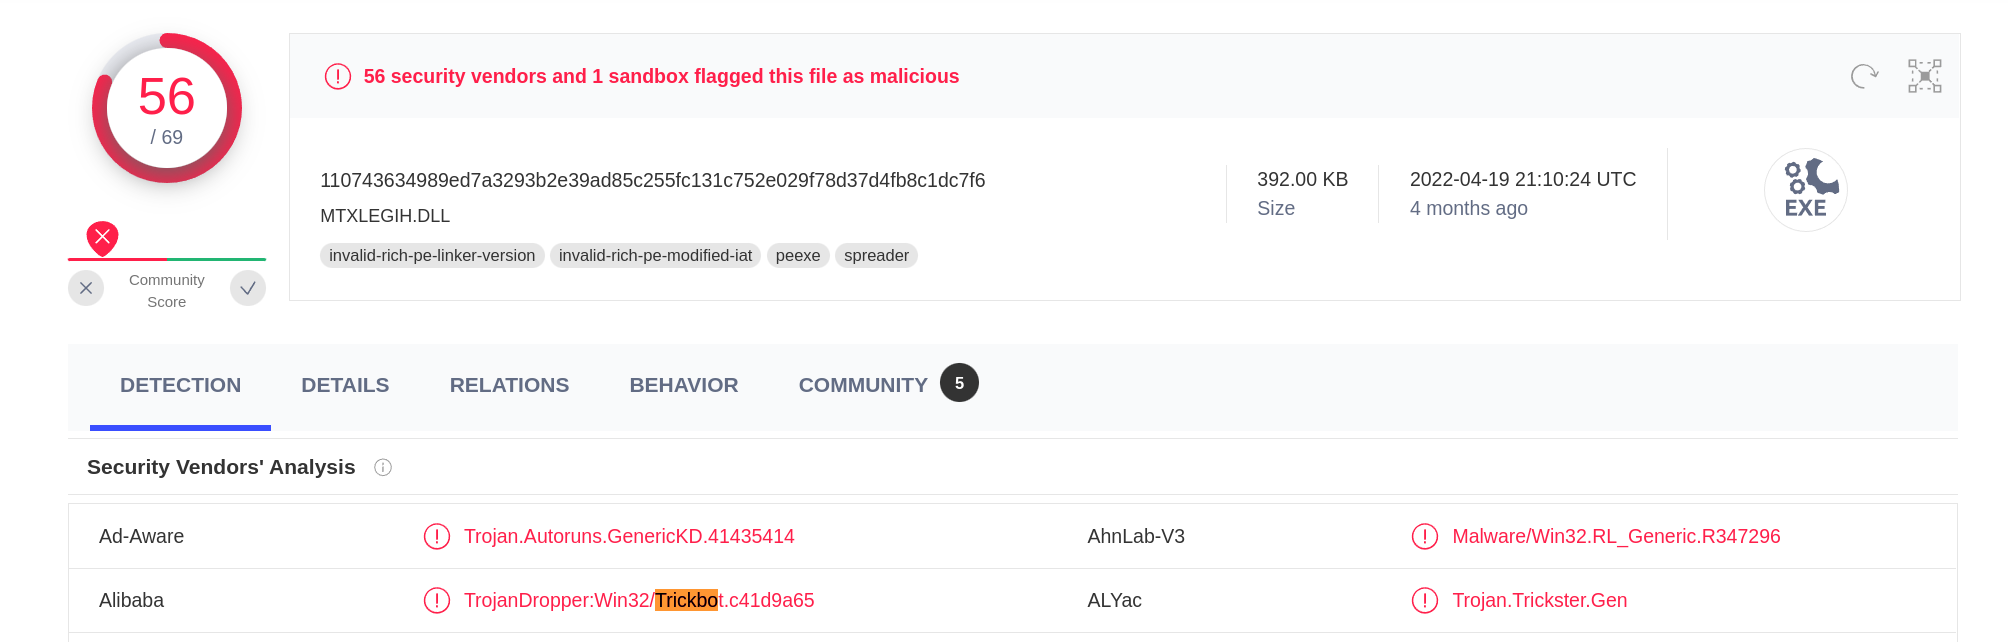 56
/ 69
Community
Score
56 security vendors and 1 sandbox flagged this file as malicious
110743634989ed7a3293b2e39ad85c255fc131c752e029f78d37d4fb8c1dc7f6
MTXLEGIH.DLL
invalid-rich-pe-linker-version invalid-rich-pe-modified-iat peexe spreader
392.00 KB
Size
2022-04-19 21:10:24 UTC
4 months ago
EXE
DETECTION DETAILS RELATIONS BEHAVIOR COMMUNITY 5
Security Vendors' Analysis
Ad-Aware Trojan.Autoruns.GenericKD.41435414 AhnLab-V3 Malware/Win32.RL_Generic.R347296
Alibaba TrojanDropper:Win32/Trickbot.c41d9a65 ALYac Trojan.Trickster.Gen